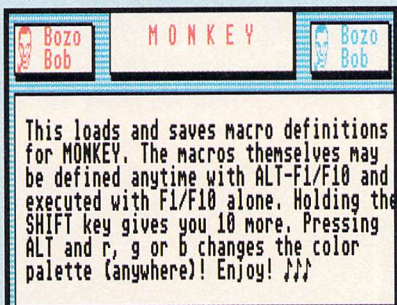 Bozo
Bob
M O N K E Y
Bozo
Bob
This loads and saves macro definitions
for MONKEY. The macros themselves may
be defined anytime with ALT-F1/F10 and
executed with F1/F10 alone. Holding the
SHIFT key gives you 10 more. Pressing
ALT and r, g or b changes the color
palette (anywhere)! Enjoy! ♪♪♪